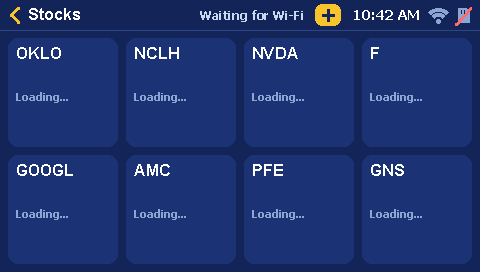 Stocks
Waiting for Wi-Fi
10:42 AM
OKLO
NCLH
NVDA
F
Loading...
Loading...
Loading...
Loading...
GOOGL
AMC
PFE
GNS
Loading...
Loading...
Loading...
Loading...